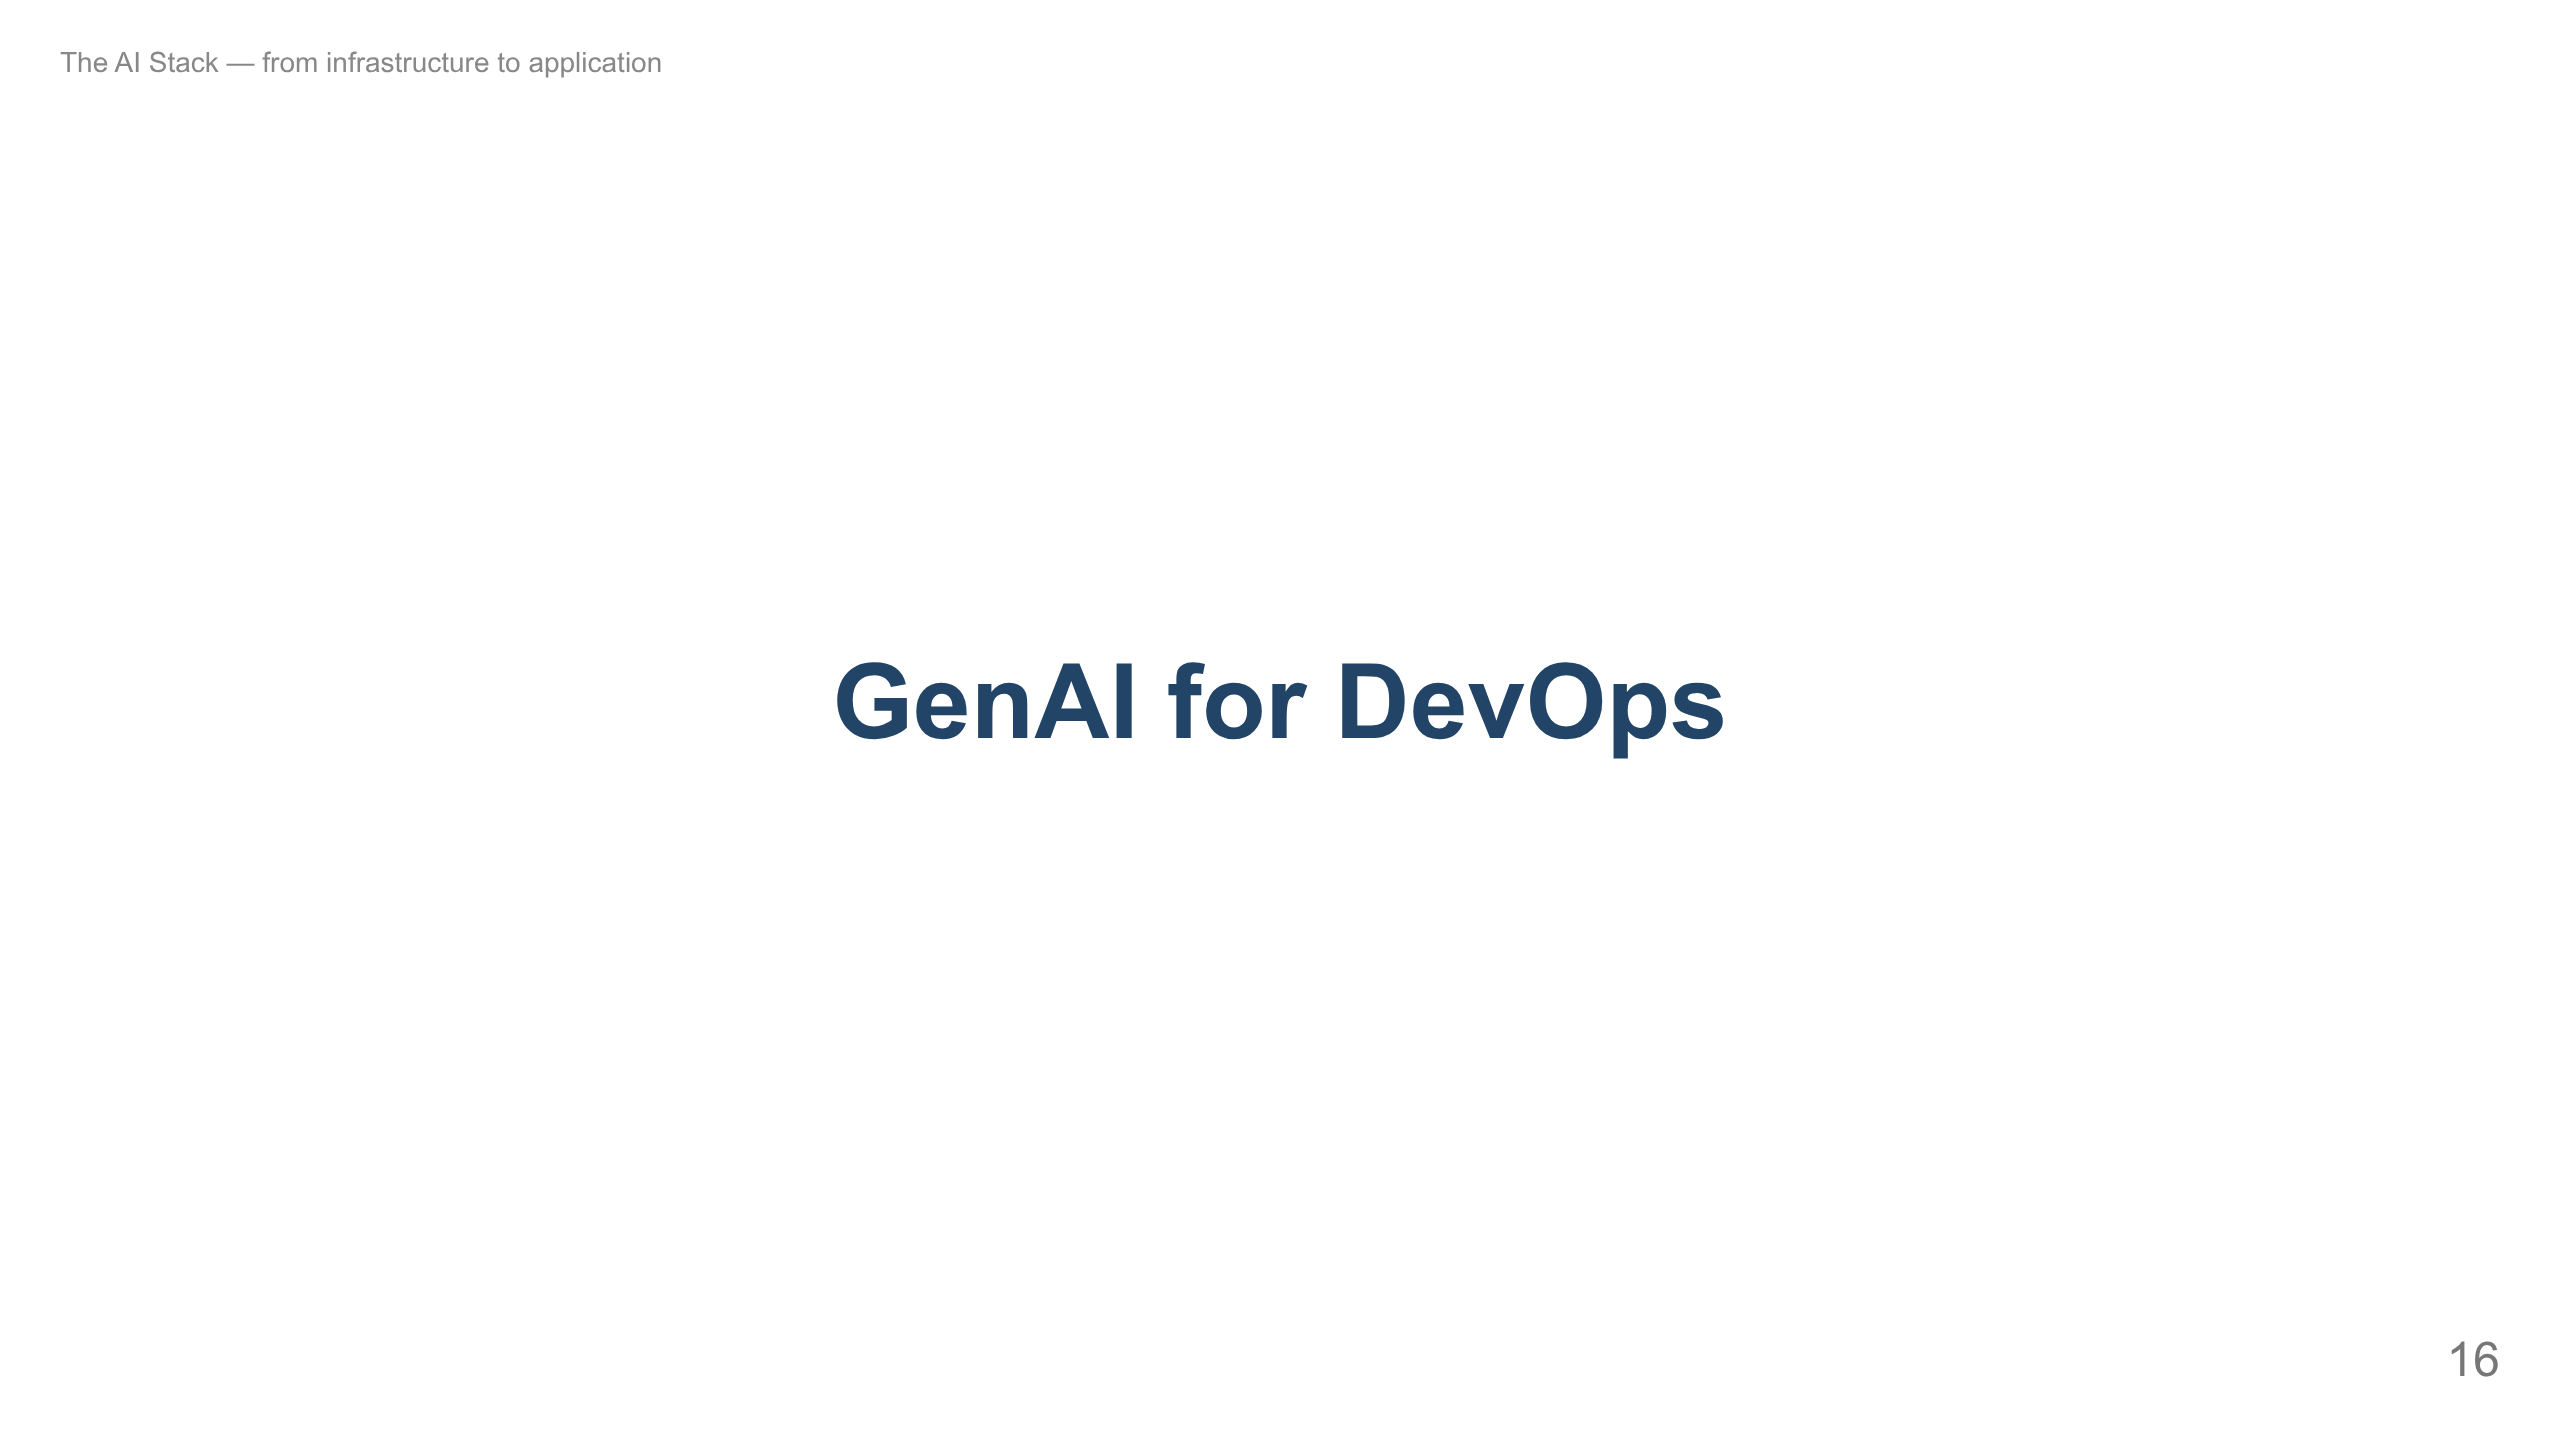 The AI Stack — from infrastructure to application
GenAI for DevOps
16